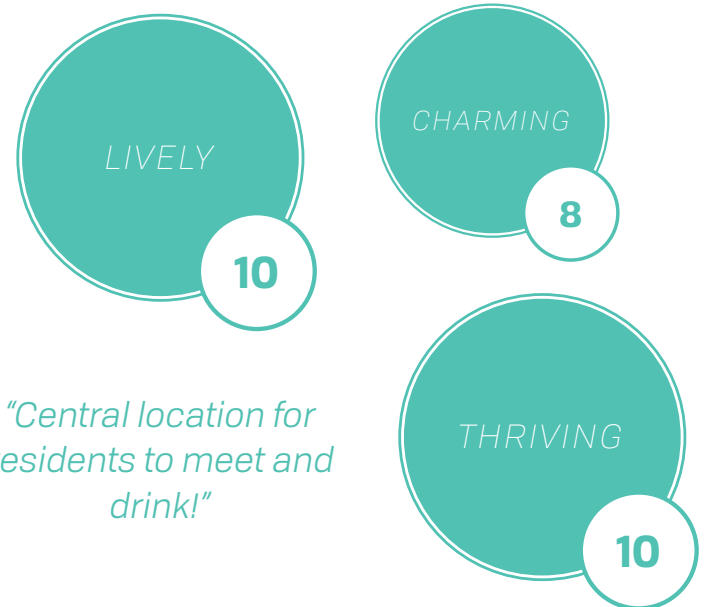 LIVELY
10
CHARMING
8
"Central location for
esidents to meet and
drink!"
THRIVING
10